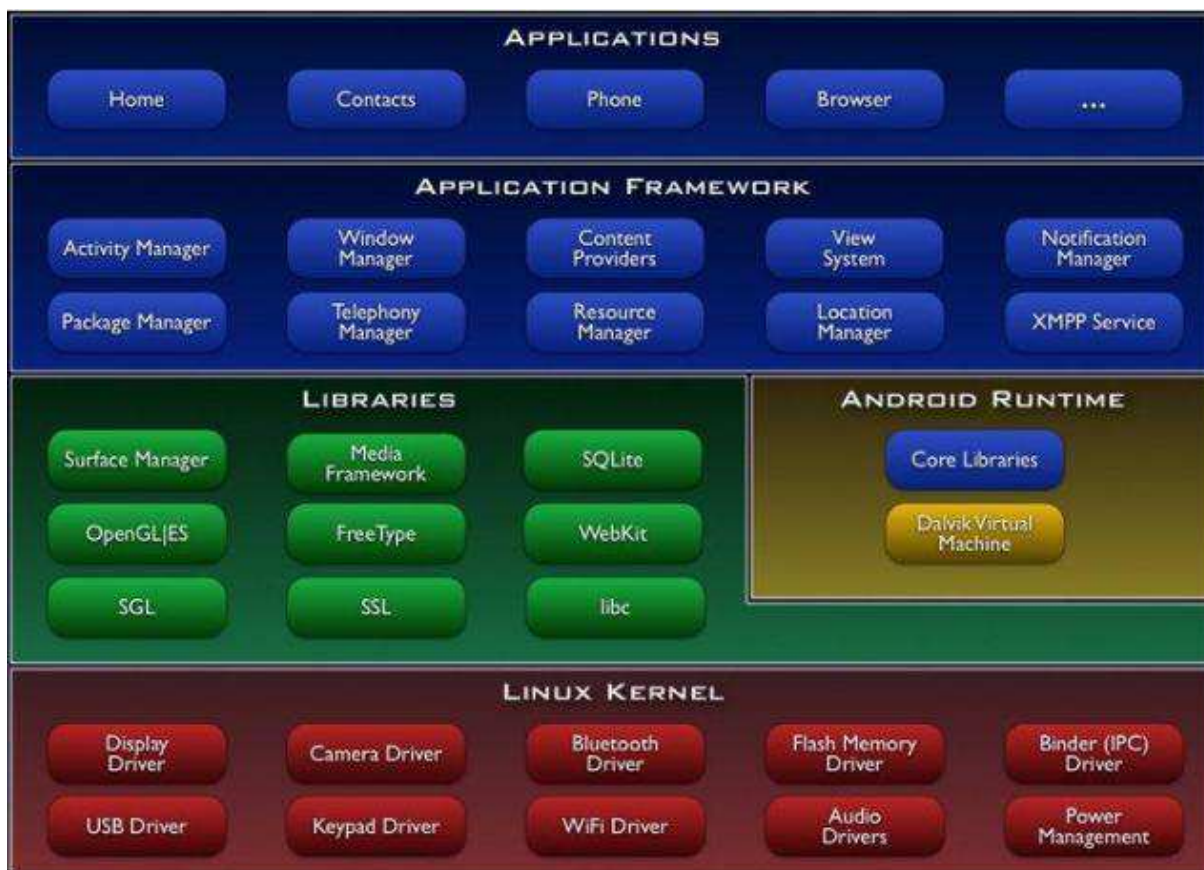 APPLICATIONS
Home
Contacts
Phone
Browser
...
APPLICATION FRAMEWORK
Activity Manager
Window
Manager
Content
Providers
View
System
Notification
Manager
Package Manager
Telephony
Manager
Resource
Manager
Location
Manager
XMPP Service
LIBRARIES
Surface Manager
Media
Framework
SQLite
OpenGL|ES
FreeType
WebKit
SGL
SSL
libc
ANDROID RUNTIME
Core Libraries
Dalvik Virtual
Machine
LINUX KERNEL
Display
Driver
Camera Driver
Bluetooth
Driver
Flash Memory
Driver
Binder (IPC)
Driver
USB Driver
Keypad Driver
WiFi Driver
Audio
Drivers
Power
Management